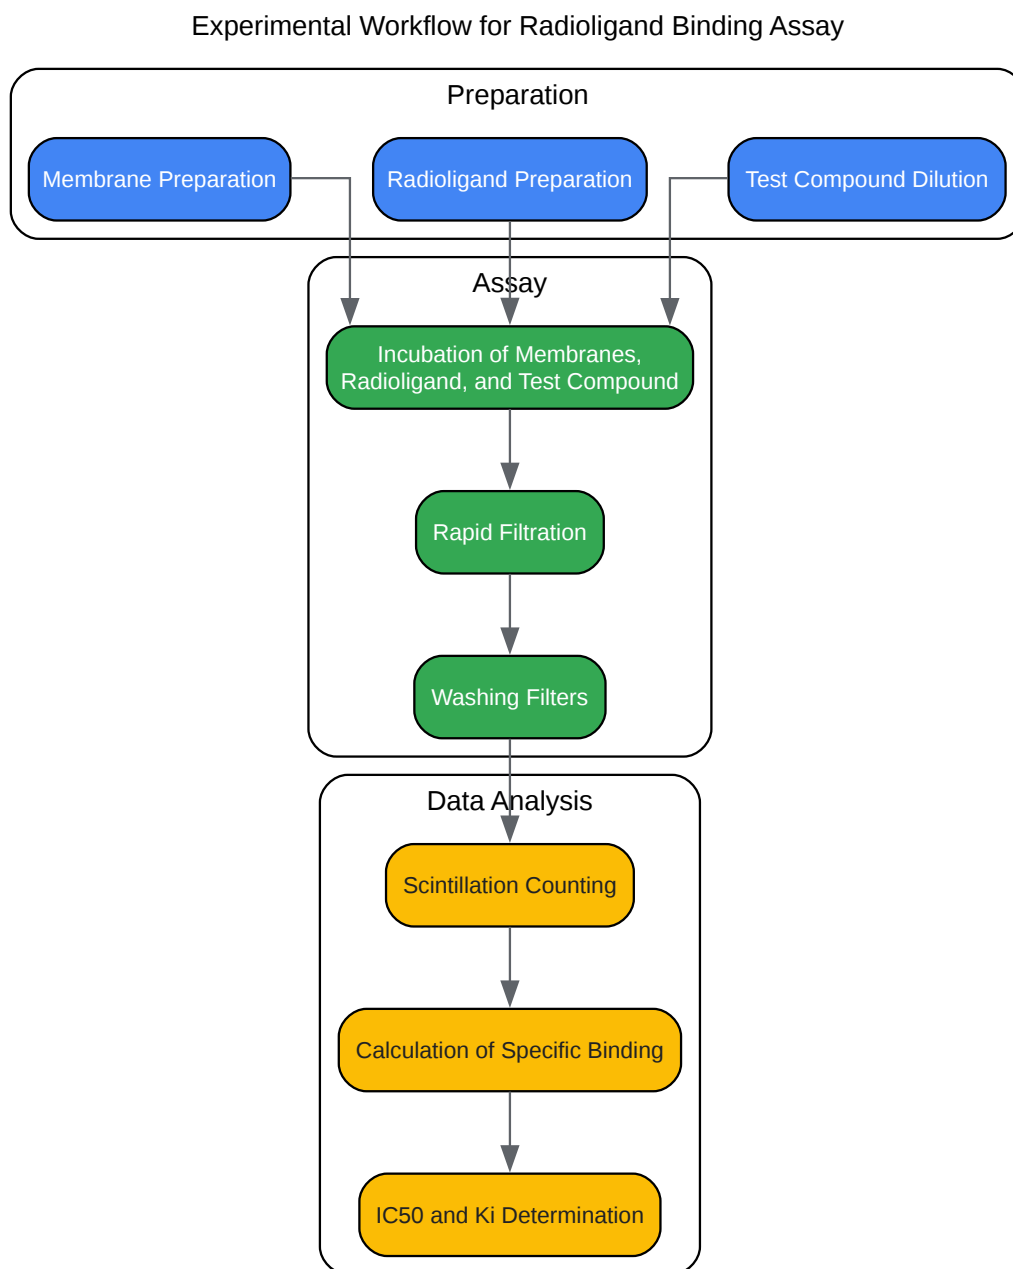 Experimental Workflow for Radioligand Binding Assay
Preparation
Membrane Preparation
Radioligand Preparation
Test Compound Dilution
Assay
Incubation of Membranes,
Radioligand, and Test Compound
Rapid Filtration
Washing Filters
Data Analysis
Scintillation Counting
Calculation of Specific Binding
IC50 and Ki Determination